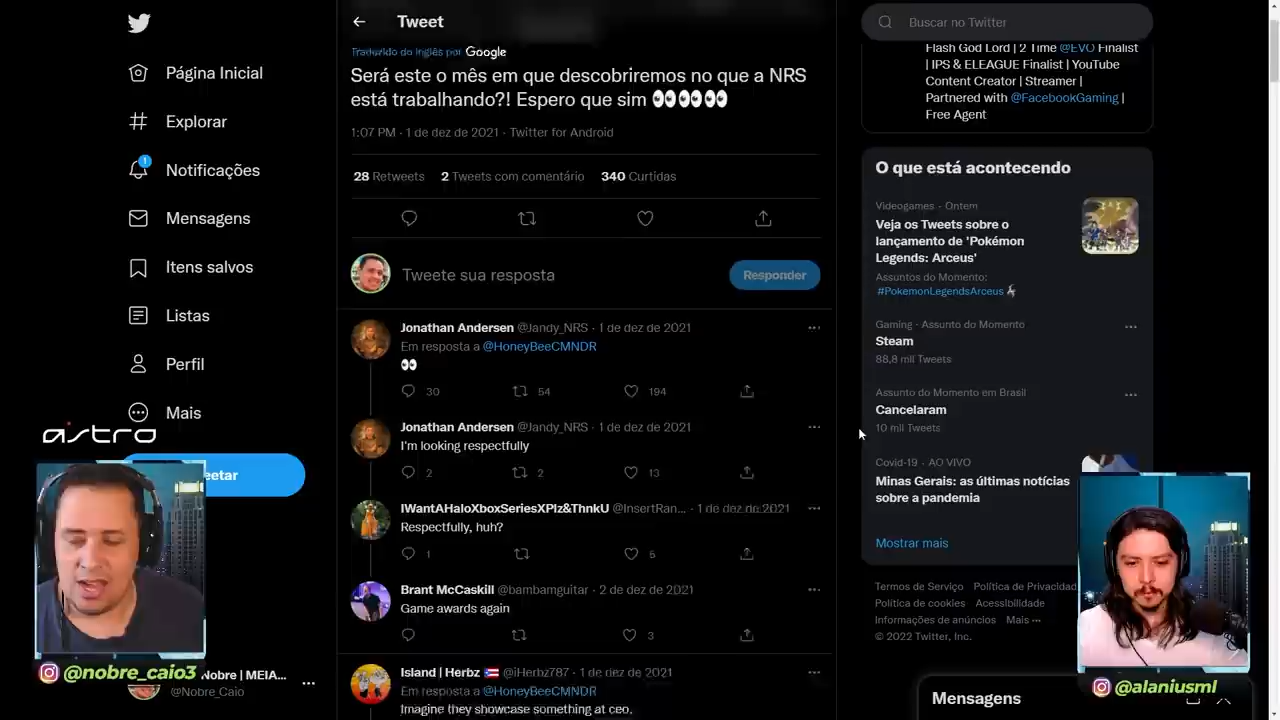 Tweet
Buscar no Twitter
Traduzido do inglês por Google
Será este o mês em que descobriremos no que a NRS
está trabalhando?! Espero que sim 👀👀👀👀👀👀
1:07 PM · 1 de dez de 2021 · Twitter for Android
28 Retweets 2 Tweets com comentário 340 Curtidas
Tweete sua resposta
Responder
Jonathan Andersen @Jandy_NRS · 1 de dez de 2021
Em resposta a @HoneyBeeCMNDR
👀
30 54 194
Jonathan Andersen @Jandy_NRS · 1 de dez de 2021
I'm looking respectfully
2 2 13
IWantAHaloXboxSeriesXPlz&ThnkU @InsertRan... · 1 de dez de 2021
Respectfully, huh?
1 5
Brant McCaskill @bambamguitar · 2 de dez de 2021
Game awards again
3
Island | Herbz 🇵🇷 @iHerbz787 · 1 de dez de 2021
Em resposta a @HoneyBeeCMNDR
Imagine they showcase something at ceo.
1
Página Inicial
Explorar
Notificações
Mensagens
Itens salvos
Listas
Perfil
Mais
astro
etar
@nobre_caio3
Nobre | MEIA...
@Nobre_Caio
Flash God Lord | 2 Time @EVO Finalist
| IPS & ELEAGUE Finalist | YouTube
Content Creator | Streamer |
Partnered with @FacebookGaming |
Free Agent
O que está acontecendo
Videogames · Ontem
Veja os Tweets sobre o
lançamento de 'Pokémon
Legends: Arceus'
Assuntos do Momento:
#PokemonLegendsArceus
Gaming · Assunto do Momento
Steam
88,8 mil Tweets
Assunto do Momento em Brasil
Cancelaram
10 mil Tweets
Covid-19 · AO VIVO
Minas Gerais: as últimas notícias
sobre a pandemia
Mostrar mais
Termos de Serviço Política de Privacidad
Política de cookies Acessibilidade
Informações de anúncios Mais ···
© 2022 Twitter, Inc.
@alaniusml
Mensagens